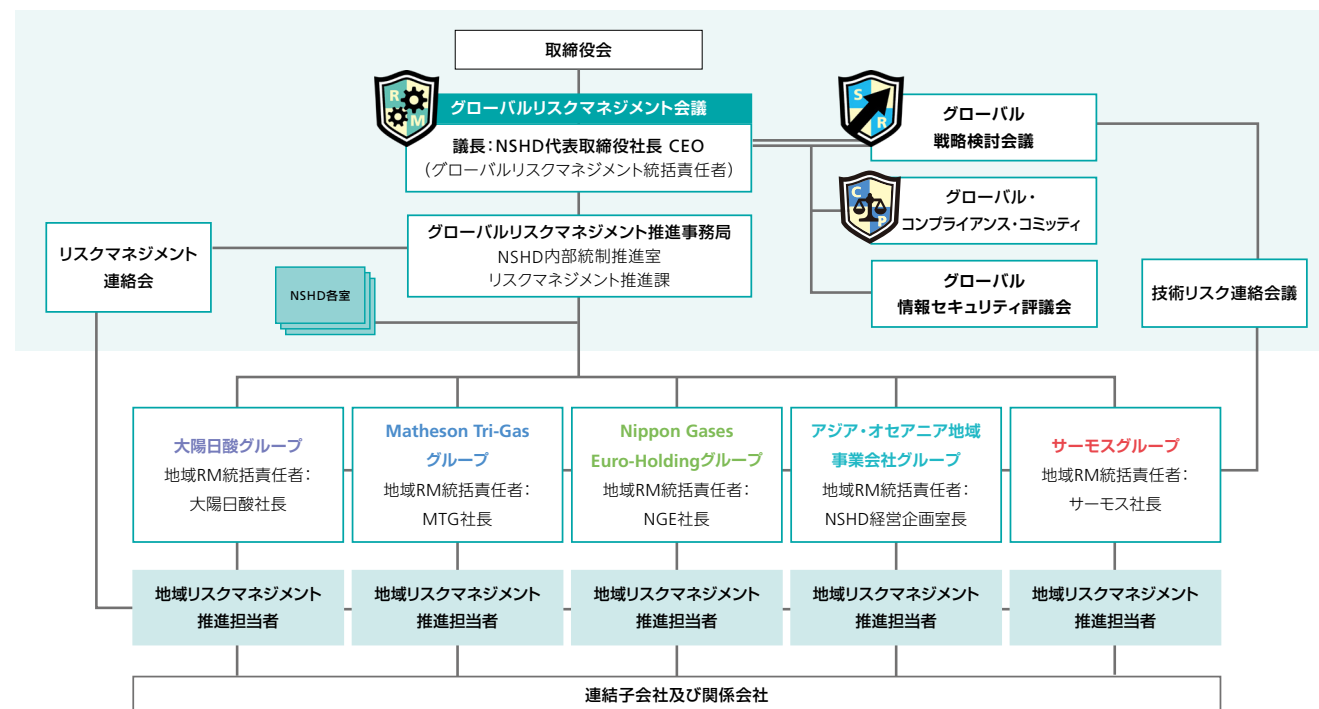 取締役会
R
M
グローバルリスクマネジメント会議
議長：NSHD代表取締役社長 CEO
（グローバルリスクマネジメント統括責任者）
S
R
グローバル
戦略検討会議
C
P
グローバル・
コンプライアンス・コミッティ
グローバル
情報セキュリティ評議会
グローバルリスクマネジメント推進事務局
NSHD内部統制推進室
リスクマネジメント推進課
リスクマネジメント
連絡会
NSHD各室
技術リスク連絡会議
大陽日酸グループ
地域RM統括責任者：
大陽日酸社長
Matheson Tri-Gas
グループ
地域RM統括責任者：
MTG社長
Nippon Gases
Euro-Holdingグループ
地域RM統括責任者：
NGE社長
アジア・オセアニア地域
事業会社グループ
地域RM統括責任者：
NSHD経営企画室長
サーモスグループ
地域RM統括責任者：
サーモス社長
地域リスクマネジメント
推進担当者
地域リスクマネジメント
推進担当者
地域リスクマネジメント
推進担当者
地域リスクマネジメント
推進担当者
地域リスクマネジメント
推進担当者
連結子会社及び関係会社